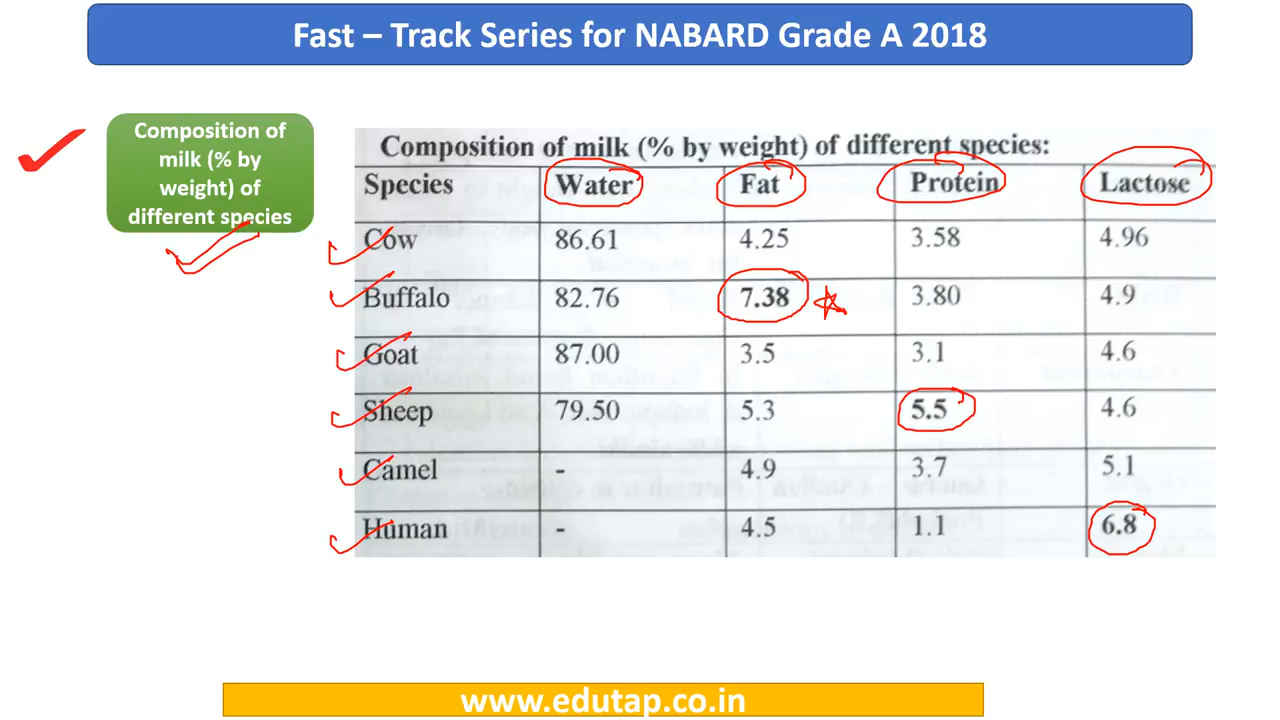 Fast – Track Series for NABARD Grade A 2018
Composition of
milk (% by
weight) of
different species
Composition of milk (% by weight) of different species:
Species Water Fat Protein Lactose
Cow 86.61 4.25 3.58 4.96
Buffalo 82.76 7.38 3.80 4.9
Goat 87.00 3.5 3.1 4.6
Sheep 79.50 5.3 5.5 4.6
Camel - 4.9 3.7 5.1
Human - 4.5 1.1 6.8
www.edutap.co.in